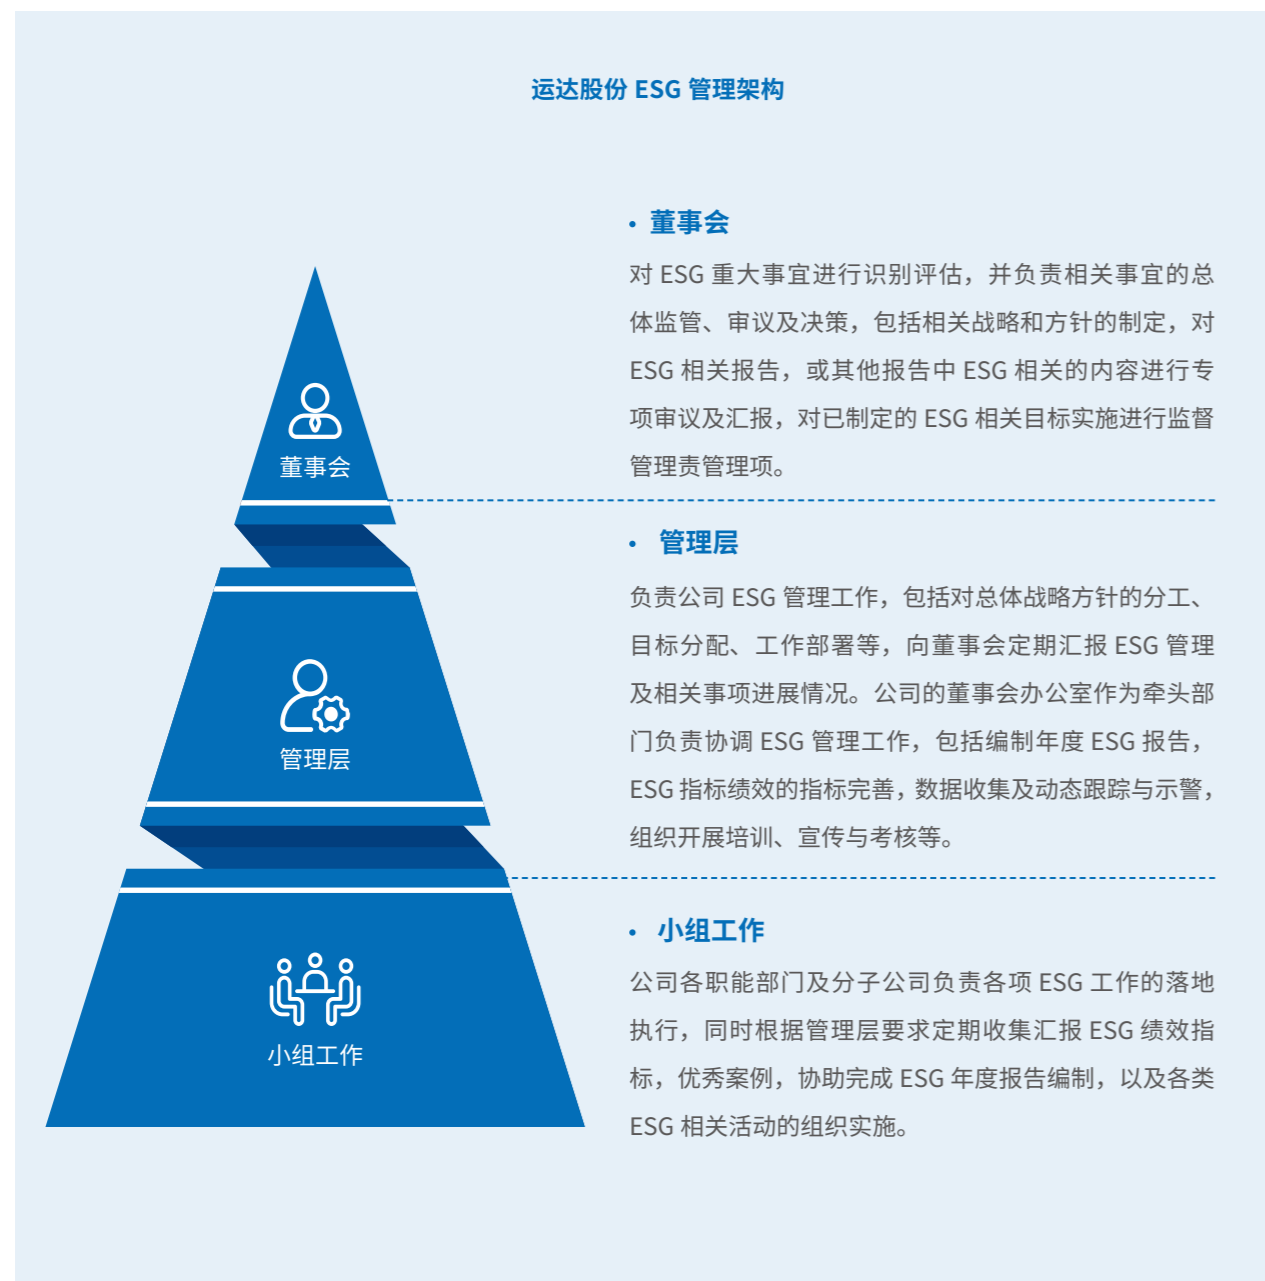 运达股份 ESG 管理架构
董事会
管理层
小组工作
• 董事会
对 ESG 重大事宜进行识别评估，并负责相关事宜的总
体监管、审议及决策，包括相关战略和方针的制定，对
ESG 相关报告，或其他报告中 ESG 相关的内容进行专
项审议及汇报，对已制定的 ESG 相关目标实施进行监督
管理责管理项。
• 管理层
负责公司 ESG 管理工作，包括对总体战略方针的分工、
目标分配、工作部署等，向董事会定期汇报 ESG 管理
及相关事项进展情况。公司的董事会办公室作为牵头部
门负责协调 ESG 管理工作，包括编制年度 ESG 报告，
ESG 指标绩效的指标完善，数据收集及动态跟踪与示警，
组织开展培训、宣传与考核等。
• 小组工作
公司各职能部门及分子公司负责各项 ESG 工作的落地
执行，同时根据管理层要求定期收集汇报 ESG 绩效指
标，优秀案例，协助完成 ESG 年度报告编制，以及各类
ESG 相关活动的组织实施。